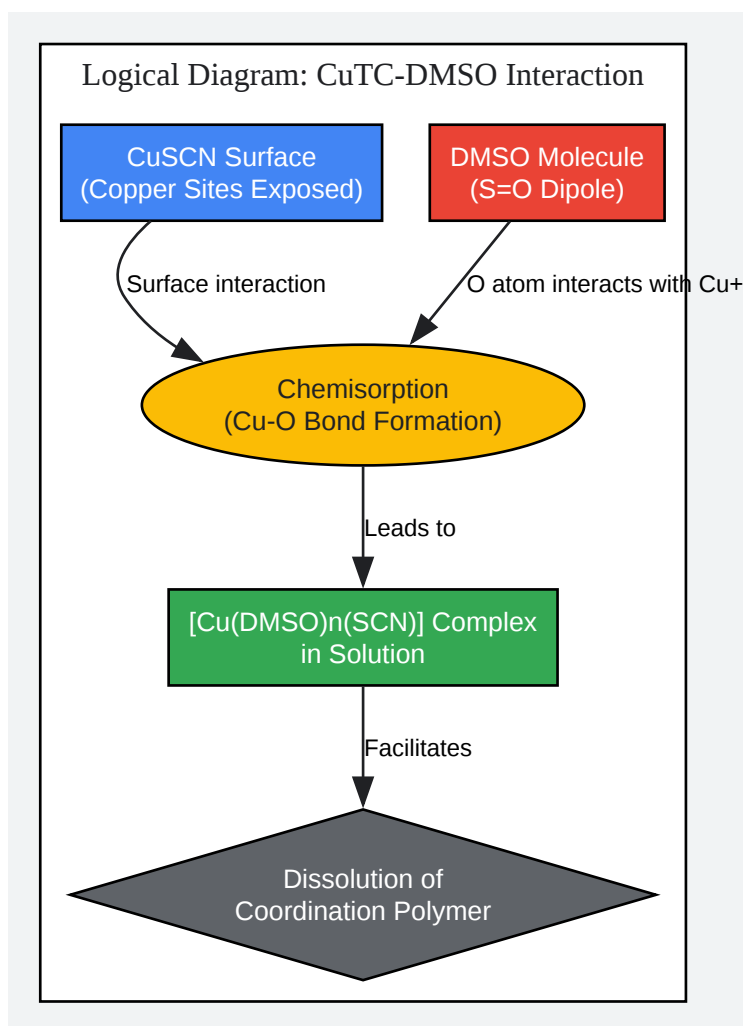 Logical Diagram: CuTC-DMSO Interaction
CuSCN Surface
(Copper Sites Exposed)
DMSO Molecule
(S=O Dipole)
Surface interaction
O atom interacts with Cu+
Chemisorption
(Cu-O Bond Formation)
Leads to
[Cu(DMSO)n(SCN)] Complex
in Solution
Facilitates
Dissolution of
Coordination Polymer